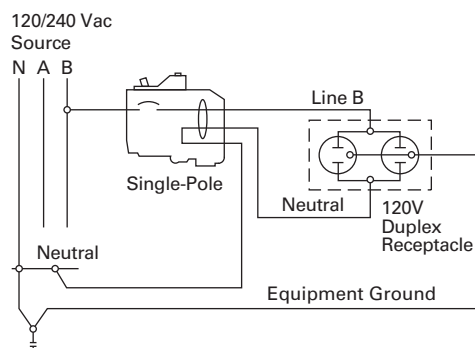 120/240 Vac
Source
N A B
Line B
Single-Pole
Neutral
120V
Duplex
Receptacle
Neutral
Equipment Ground